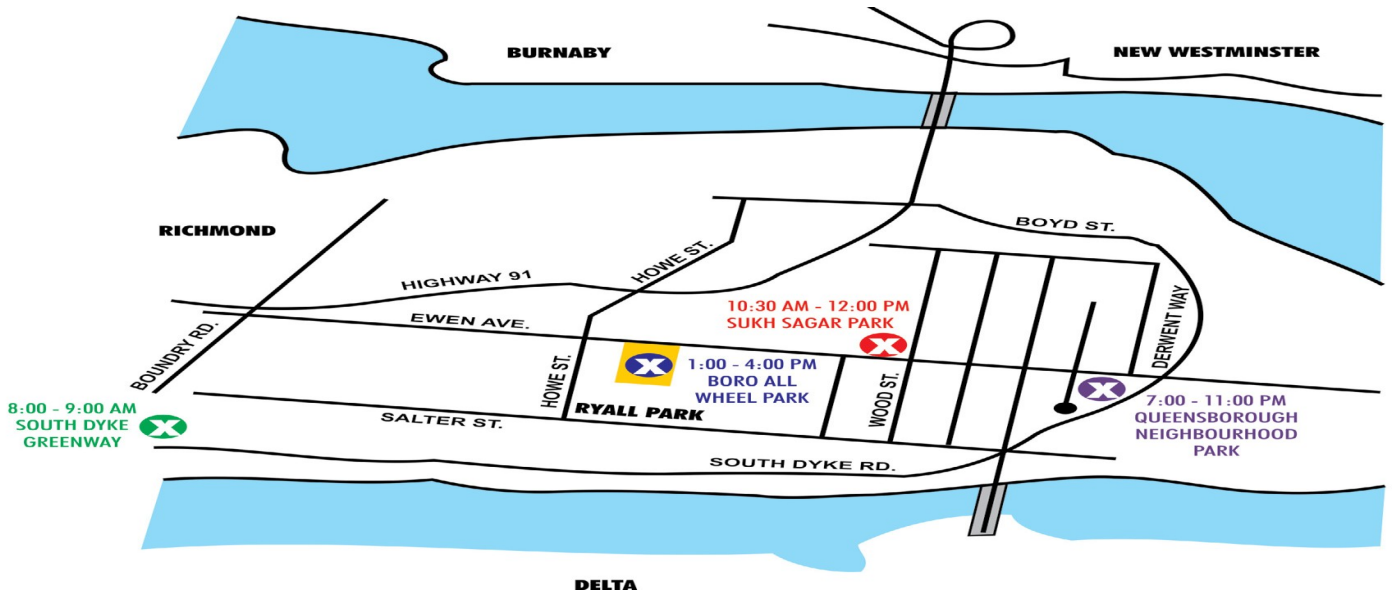 BURNABY
NEW WESTMINSTER
RICHMOND
BOYD ST.
HOWE ST.
HIGHWAY 91
10:30 AM - 12:00 PM
SUKH SAGAR PARK
DERWENT WAY
EWEN AVE.
BOUNDRY RD.
1:00 - 4:00 PM
BORO ALL
WHEEL PARK
HOWE ST.
WOOD ST.
X
X
X
X
7:00 - 11:00 PM
QUEENSBOROUGH
NEIGHBOURHOOD
PARK
8:00 - 9:00 AM
SOUTH DYKE
GREENWAY
RYALL PARK
SALTER ST.
SOUTH DYKE RD.
DELTA